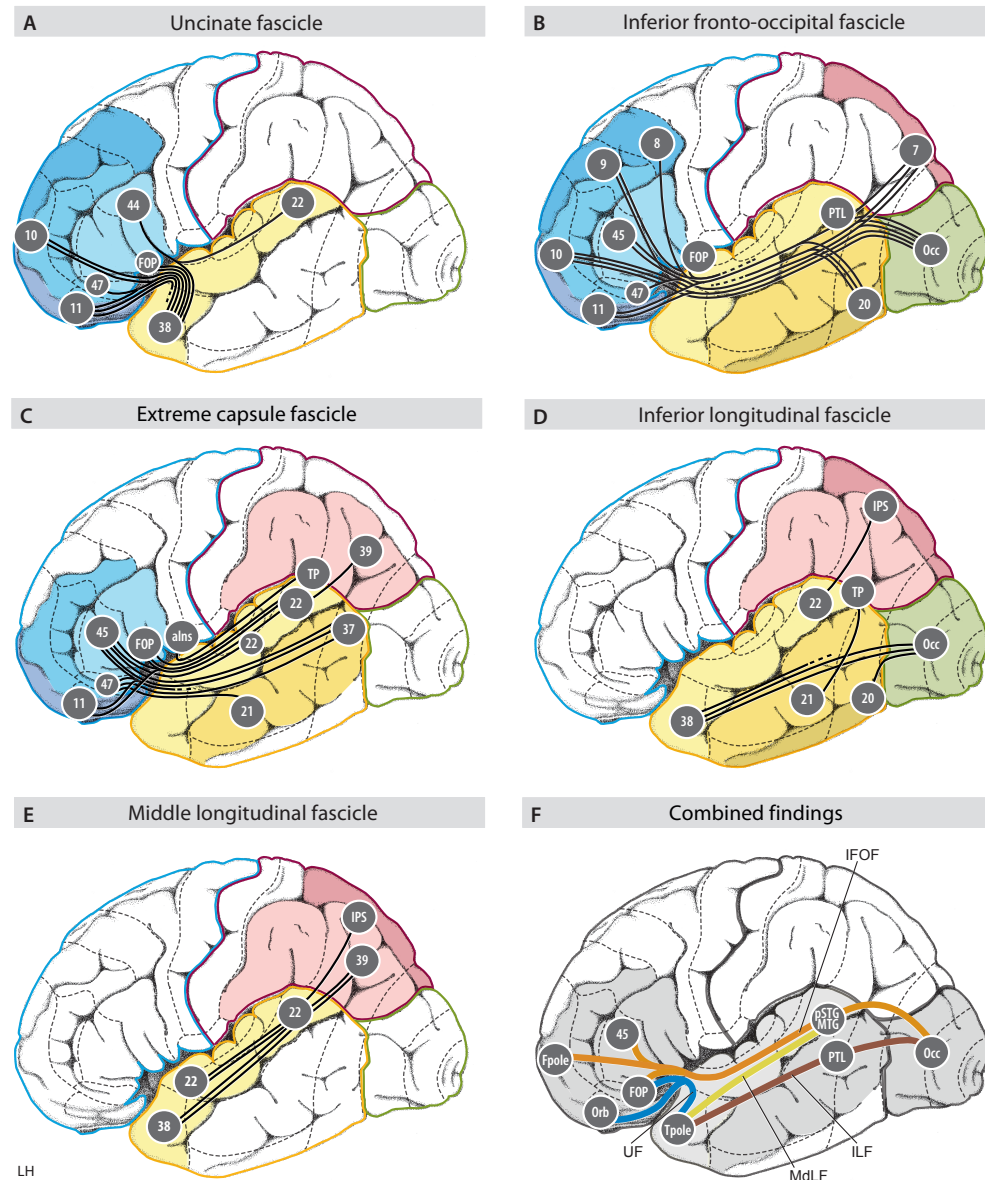 A Uncinate fascicle
44
22
10
FOP
47
11
38
B Inferior fronto-occipital fascicle
8
9
7
PTL
45
Occ
10
FOP
47
11
20
C Extreme capsule fascicle
39
TP
22
45
FOP
aIns
37
22
47
11
21
D Inferior longitudinal fascicle
IPS
TP
22
Occ
21
20
38
E Middle longitudinal fascicle
IPS
39
22
22
38
LH
F Combined findings
IFOF
pSTG
MTG
45
Fpole
PTL
Occ
FOP
Orb
Tpole
UF
ILF
MdLF